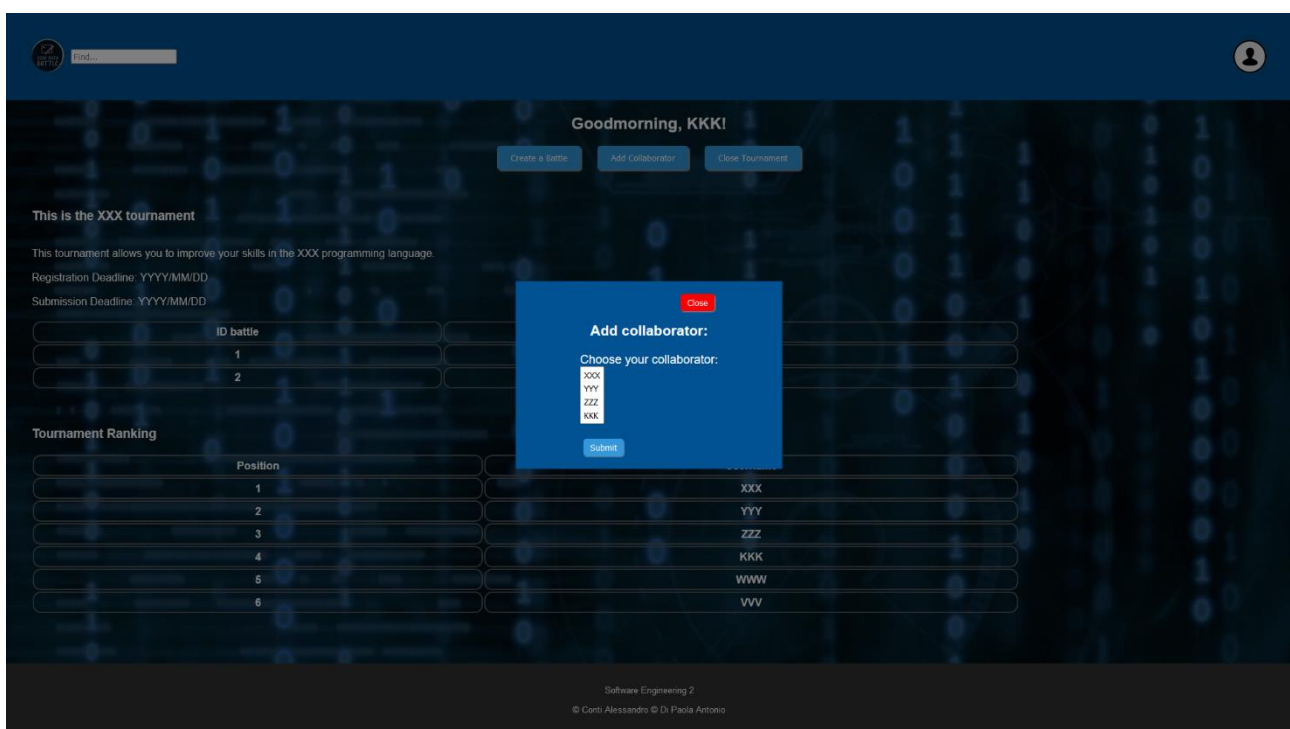 Find...
Goodmorning, KKK!
Create a Battle Add Collaborator Close Tournament
This is the XXX tournament
This tournament allows you to improve your skills in the XXX programming language.
Registration Deadline: YYYY/MM/DD
Submission Deadline: YYYY/MM/DD
ID battle
1
2
Close
Add collaborator:
Choose your collaborator:
XXX
YYY
ZZZ
KKK
Submit
Tournament Ranking
Position
1 XXX
2 YYY
3 ZZZ
4 KKK
5 WWW
6 VVV
Software Engineering 2
© Conti Alessandro © Di Paola Antonio